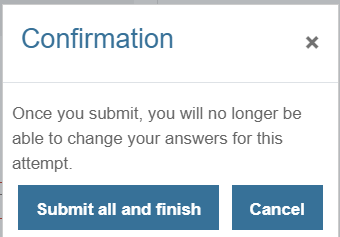 Confirmation
×
Once you submit, you will no longer be
able to change your answers for this
attempt.
Submit all and finish
Cancel